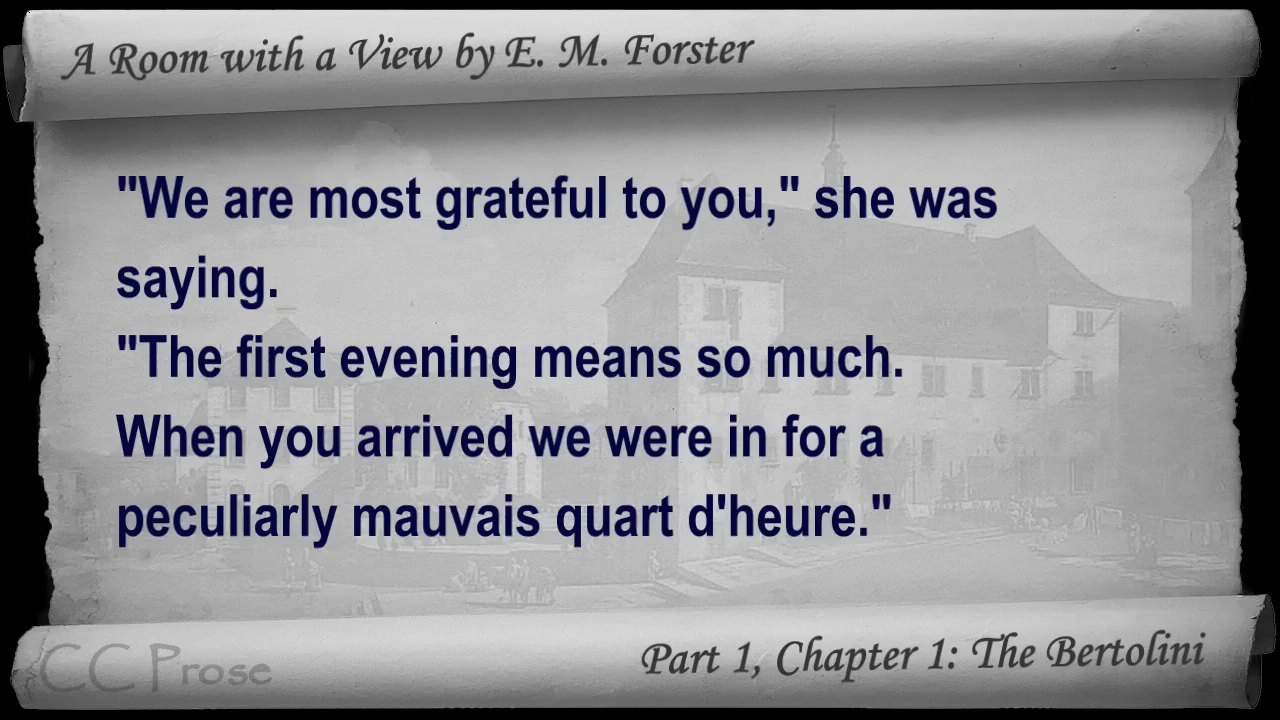 A Room with a View by E. M. Forster
"We are most grateful to you," she was
saying.
"The first evening means so much.
When you arrived we were in for a
peculiarly mauvais quart d'heure."
CC Prose
Part 1, Chapter 1: The Bertolini